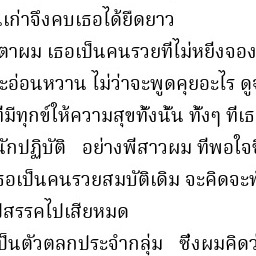 นเก่าจึงคบเธอได้ยืดยาว
ตาผม เธอเป็นคนรวยที่ไม่หยิ่งจอง
ะอ่อนหวาน ไม่ว่าจะพูดคุยอะไร ดูจ
ที่มีทุกข์ให้ความสุขทั้งนั้น ทั้งๆ ที่เธ
นักปฏิบัติ อย่างพี่สาวผม ที่พอใจขี
ธอเป็นคนรวยสมบัติเดิม จะคิดจะทํ
ปสรรคไปเสียหมด
ป็นตัวตลกประจำกลุ่ม ซึ่งผมคิดว